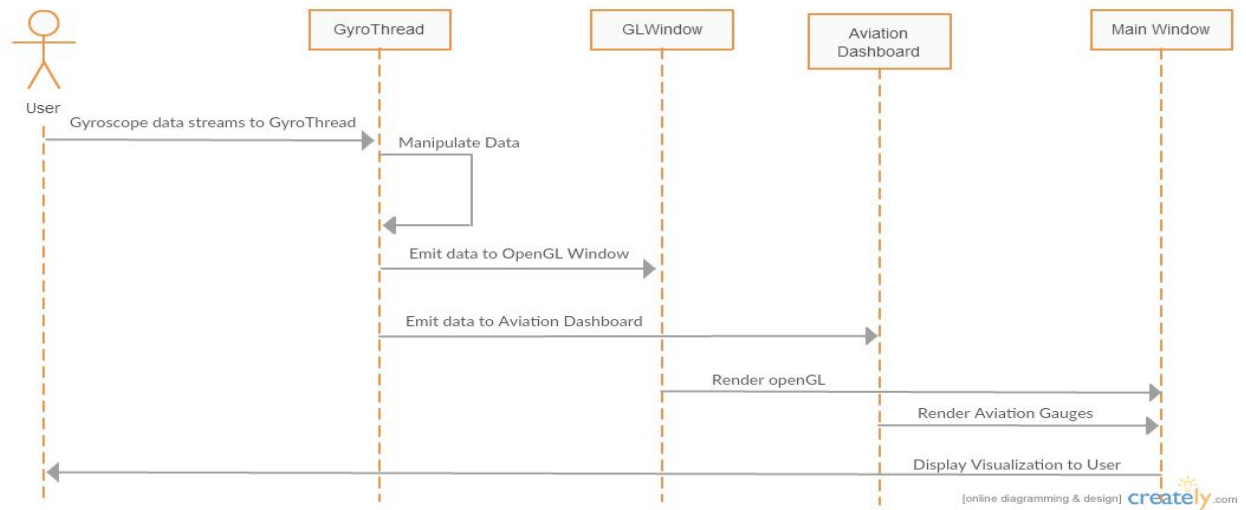 GyroThread
GLWindow
Aviation
Dashboard
Main Window
User
Gyroscope data streams to GyroThread
Manipulate Data
Emit data to OpenGL Window
Emit data to Aviation Dashboard
Render openGL
Render Aviation Gauges
Display Visualization to User
[online diagramming & design] creately.com